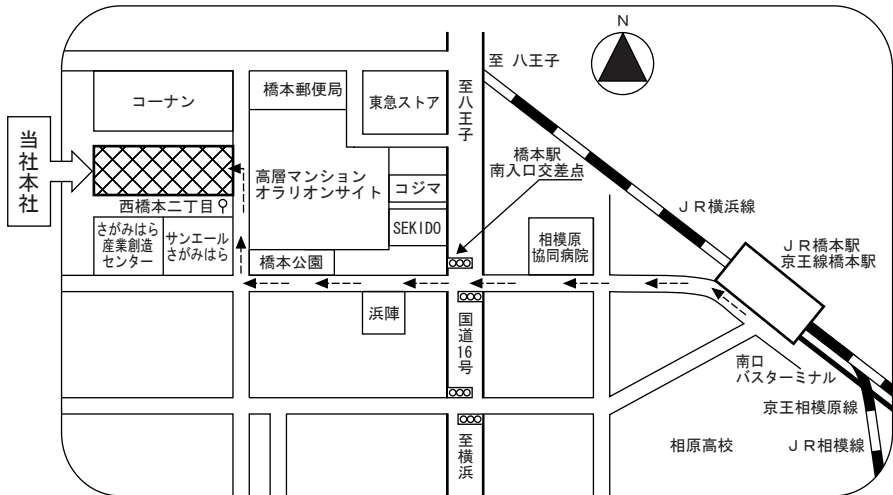 N
至 八王子
コーナン
橋本郵便局
東急ストア
至八王子
当社本社
橋本駅
南入口交差点
高層マンション
オラリオンサイト
コジマ
JR横浜線
西橋本二丁目
SEKIDO
さがみはら
産業創造
センター
サンエール
さがみはら
相模原
協同病院
JR橋本駅
京王線橋本駅
橋本公園
浜陣
国道16号
南口
バスターミナル
京王相模原線
至横浜
相原高校
JR相模線